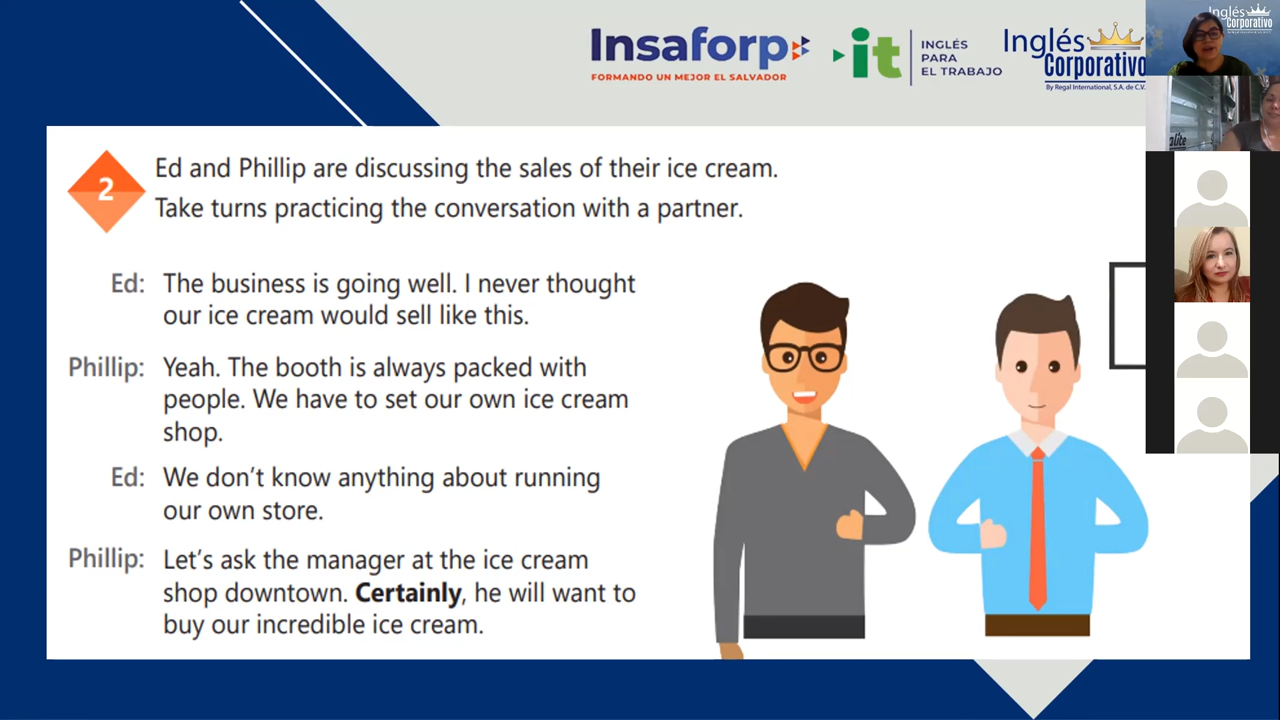 Insaforp
FORMANDO UN MEJOR EL SALVADOR
it
INGLÉS
PARA
EL TRABAJO
Inglés
Corporativo
By Regal International, S.A. de C.V.
Inglés
Corporativo
2
Ed and Phillip are discussing the sales of their ice cream.
Take turns practicing the conversation with a partner.
Ed: The business is going well. I never thought
our ice cream would sell like this.
Phillip: Yeah. The booth is always packed with
people. We have to set our own ice cream
shop.
Ed: We don't know anything about running
our own store.
Phillip: Let's ask the manager at the ice cream
shop downtown. Certainly, he will want to
buy our incredible ice cream.